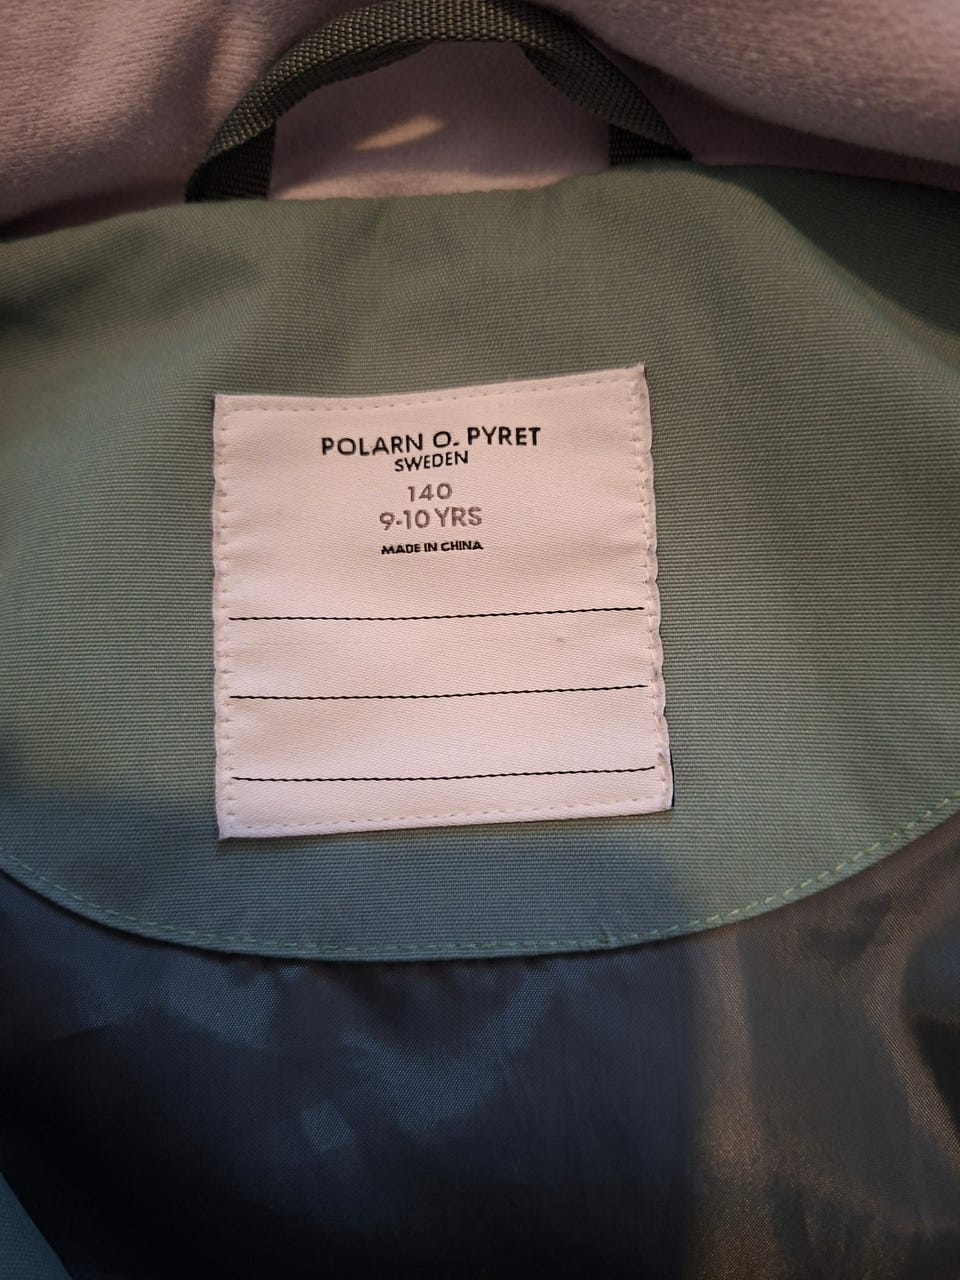 POLARN O. PYRET
SWEDEN
140
9-10 YRS
MADE IN CHINA